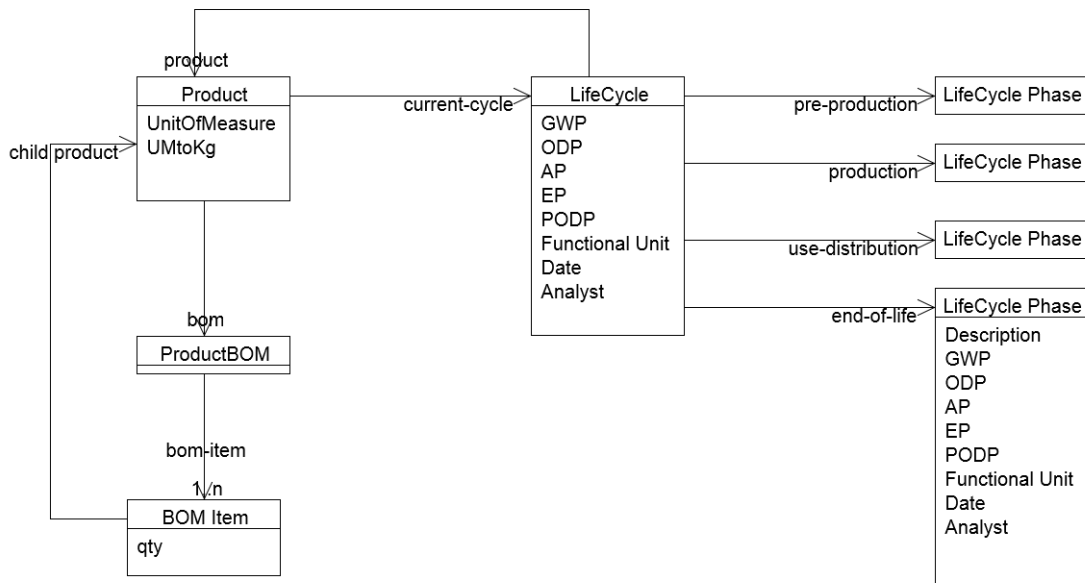 product
Product
UnitOfMeasure
UMtoKg
child product
current-cycle
LifeCycle
GWP
ODP
AP
EP
PODP
Functional Unit
Date
Analyst
pre-production
LifeCycle Phase
production
LifeCycle Phase
use-distribution
LifeCycle Phase
end-of-life
LifeCycle Phase
Description
GWP
ODP
AP
EP
PODP
Functional Unit
Date
Analyst
bom
ProductBOM
bom-item
1../n
BOM Item
qty